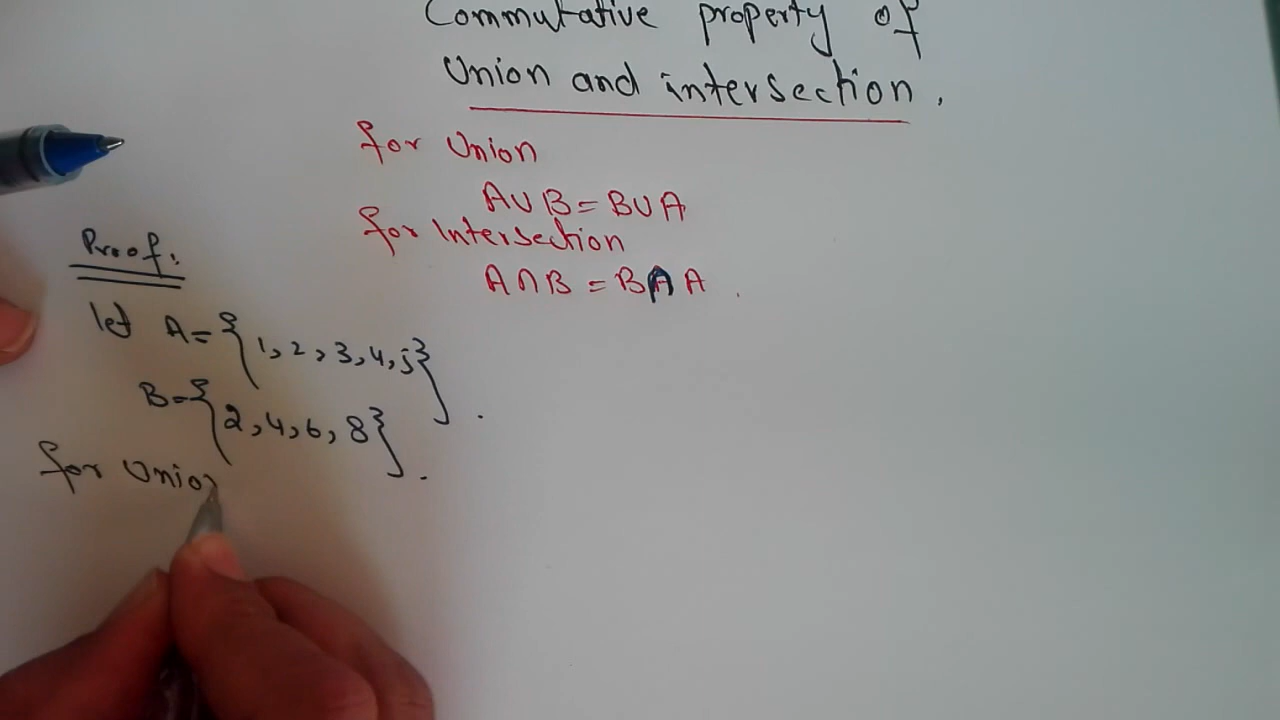 Commutative property of
Union and intersection.
for Union
A∪B=B∪A
for Intersection
A∩B = B∩A.
Proof:
let A={1,2,3,4,5}.
B={2,4,6,8}.
for Union